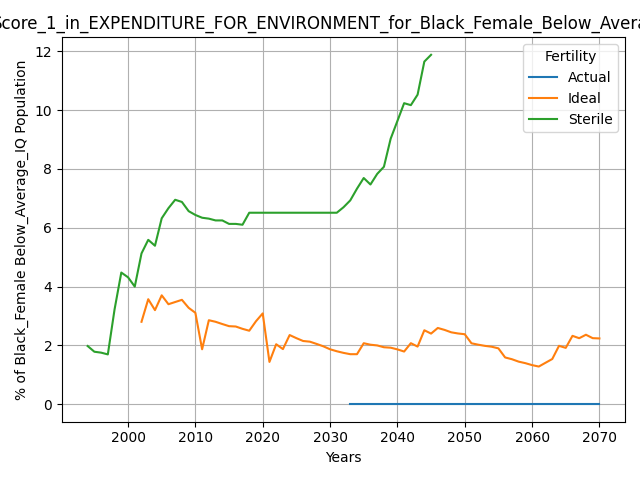 Score_1_in_EXPENDITURE_FOR_ENVIRONMENT_for_Black_Female_Below_Avera
12
10
8
6
4
2
0
% of Black_Female Below_Average_IQ Population
Fertility
Actual
Ideal
Sterile
2000 2010 2020 2030 2040 2050 2060 2070
Years